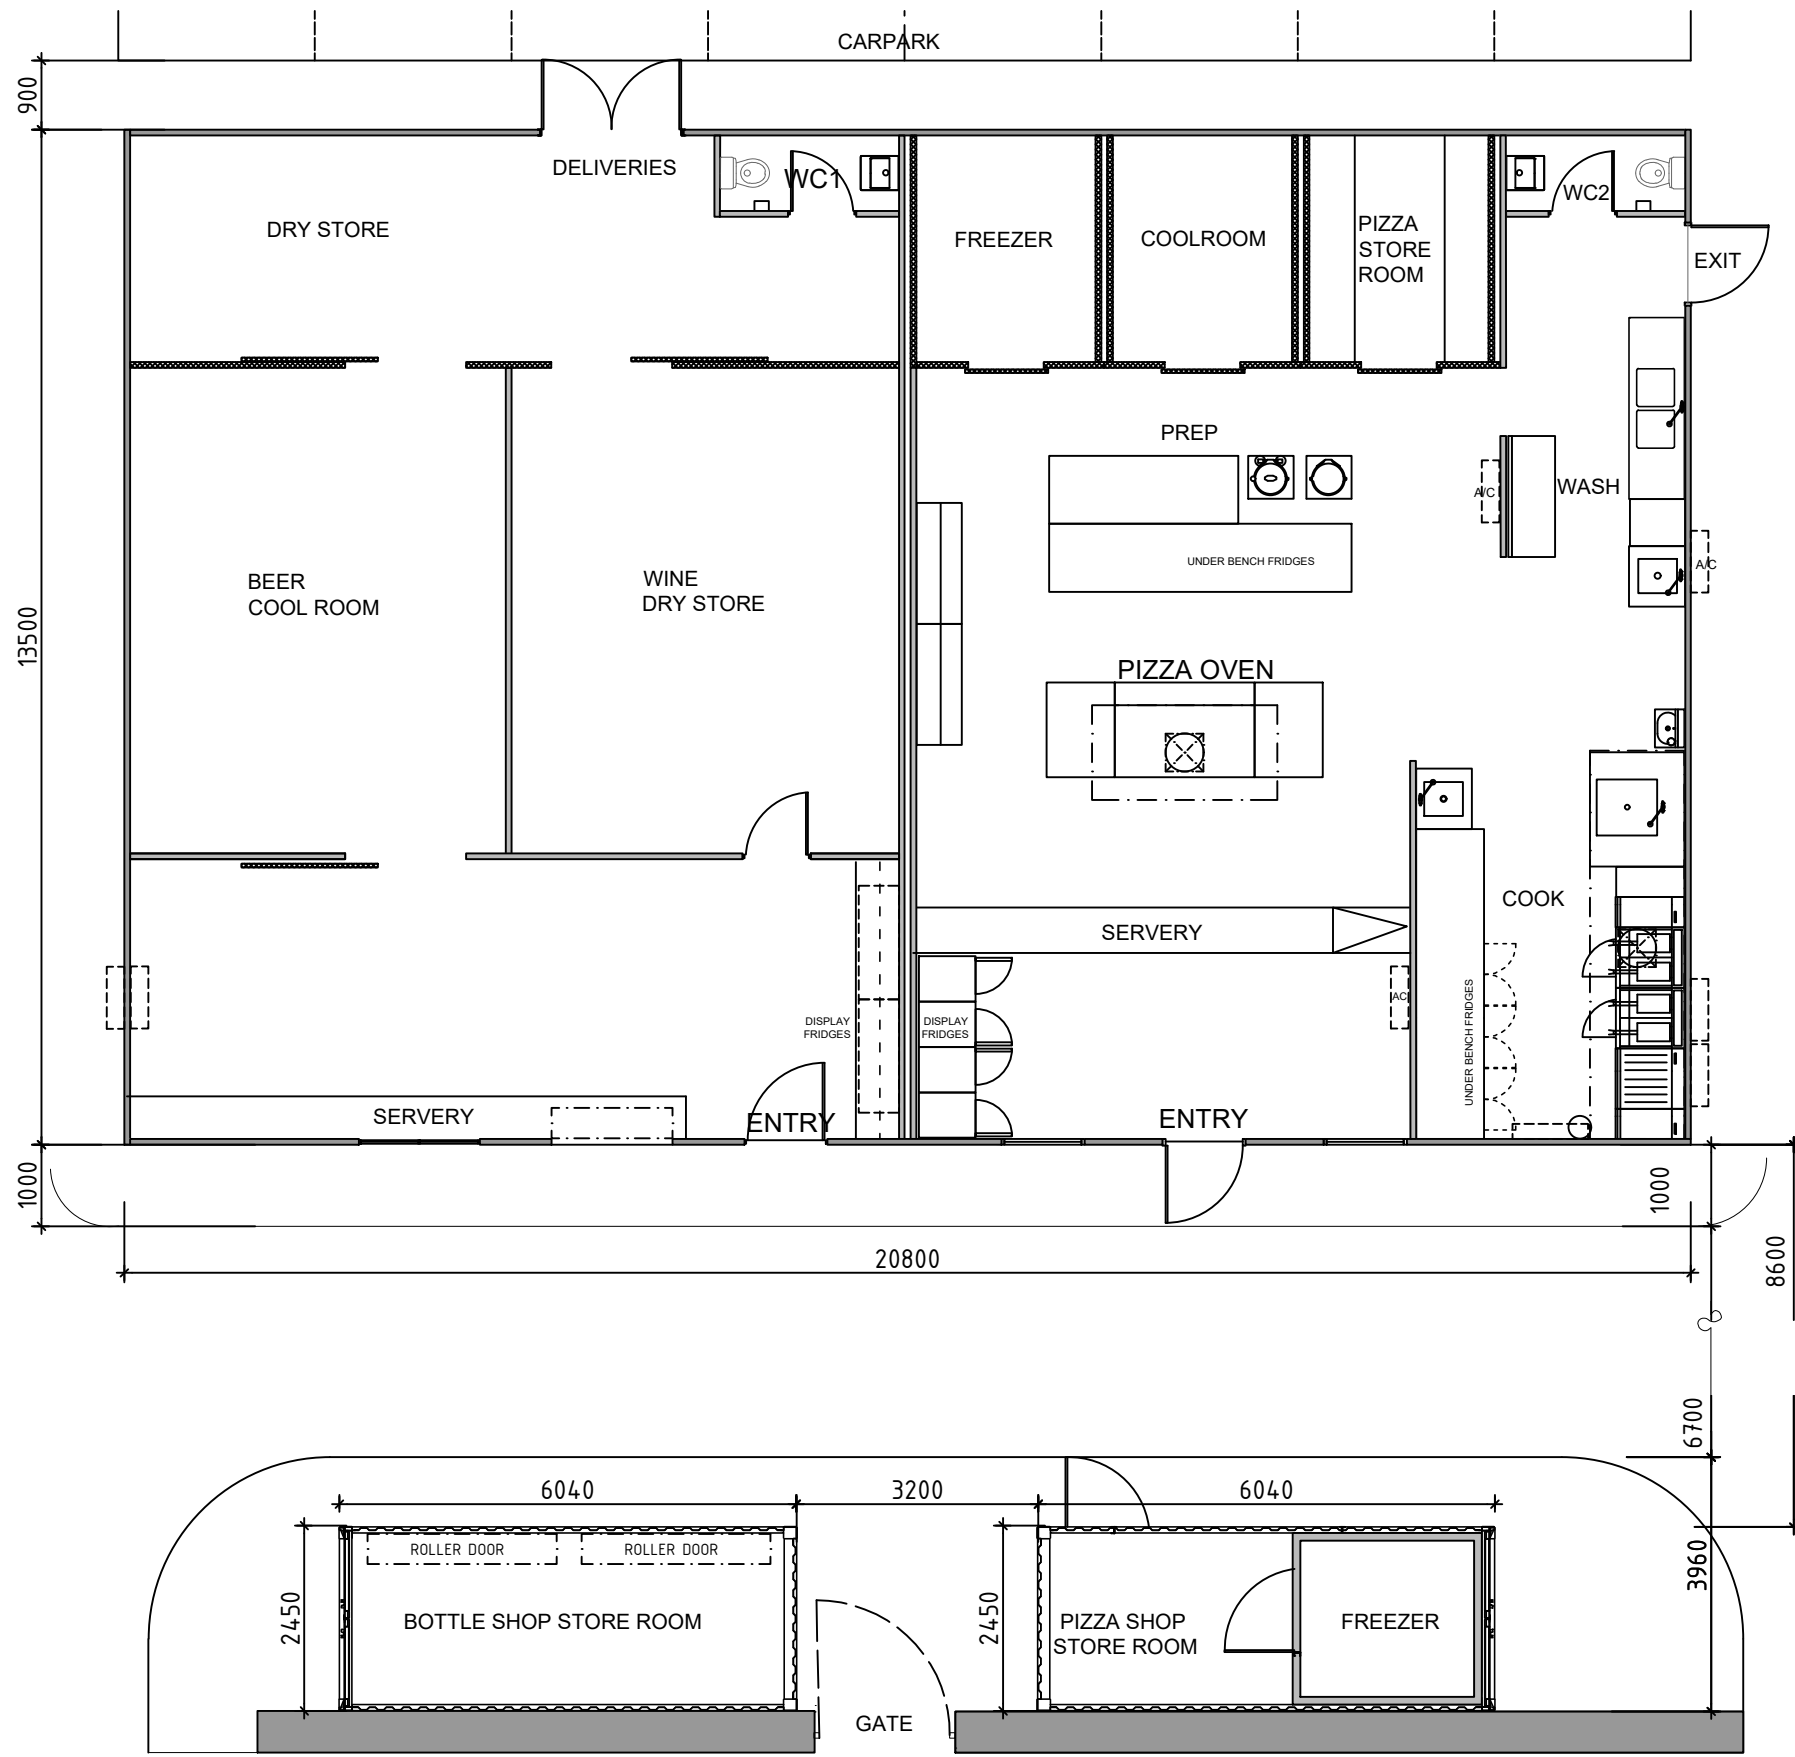 CARPARK
900
DELIVERIES
WC1
WC2
DRY STORE
FREEZER
COOLROOM
PIZZA
STORE
ROOM
EXIT
PREP
A/C
WASH
UNDER BENCH FRIDGES
A/C
BEER
COOL ROOM
WINE
DRY STORE
13500
PIZZA OVEN
COOK
SERVERY
AC
UNDER BENCH FRIDGES
DISPLAY
FRIDGES
DISPLAY
FRIDGES
SERVERY
ENTRY
ENTRY
1000
1000
20800
8600
6700
6040
3200
6040
ROLLER DOOR
ROLLER DOOR
3960
2450
BOTTLE SHOP STORE ROOM
2450
PIZZA SHOP
STORE ROOM
FREEZER
GATE